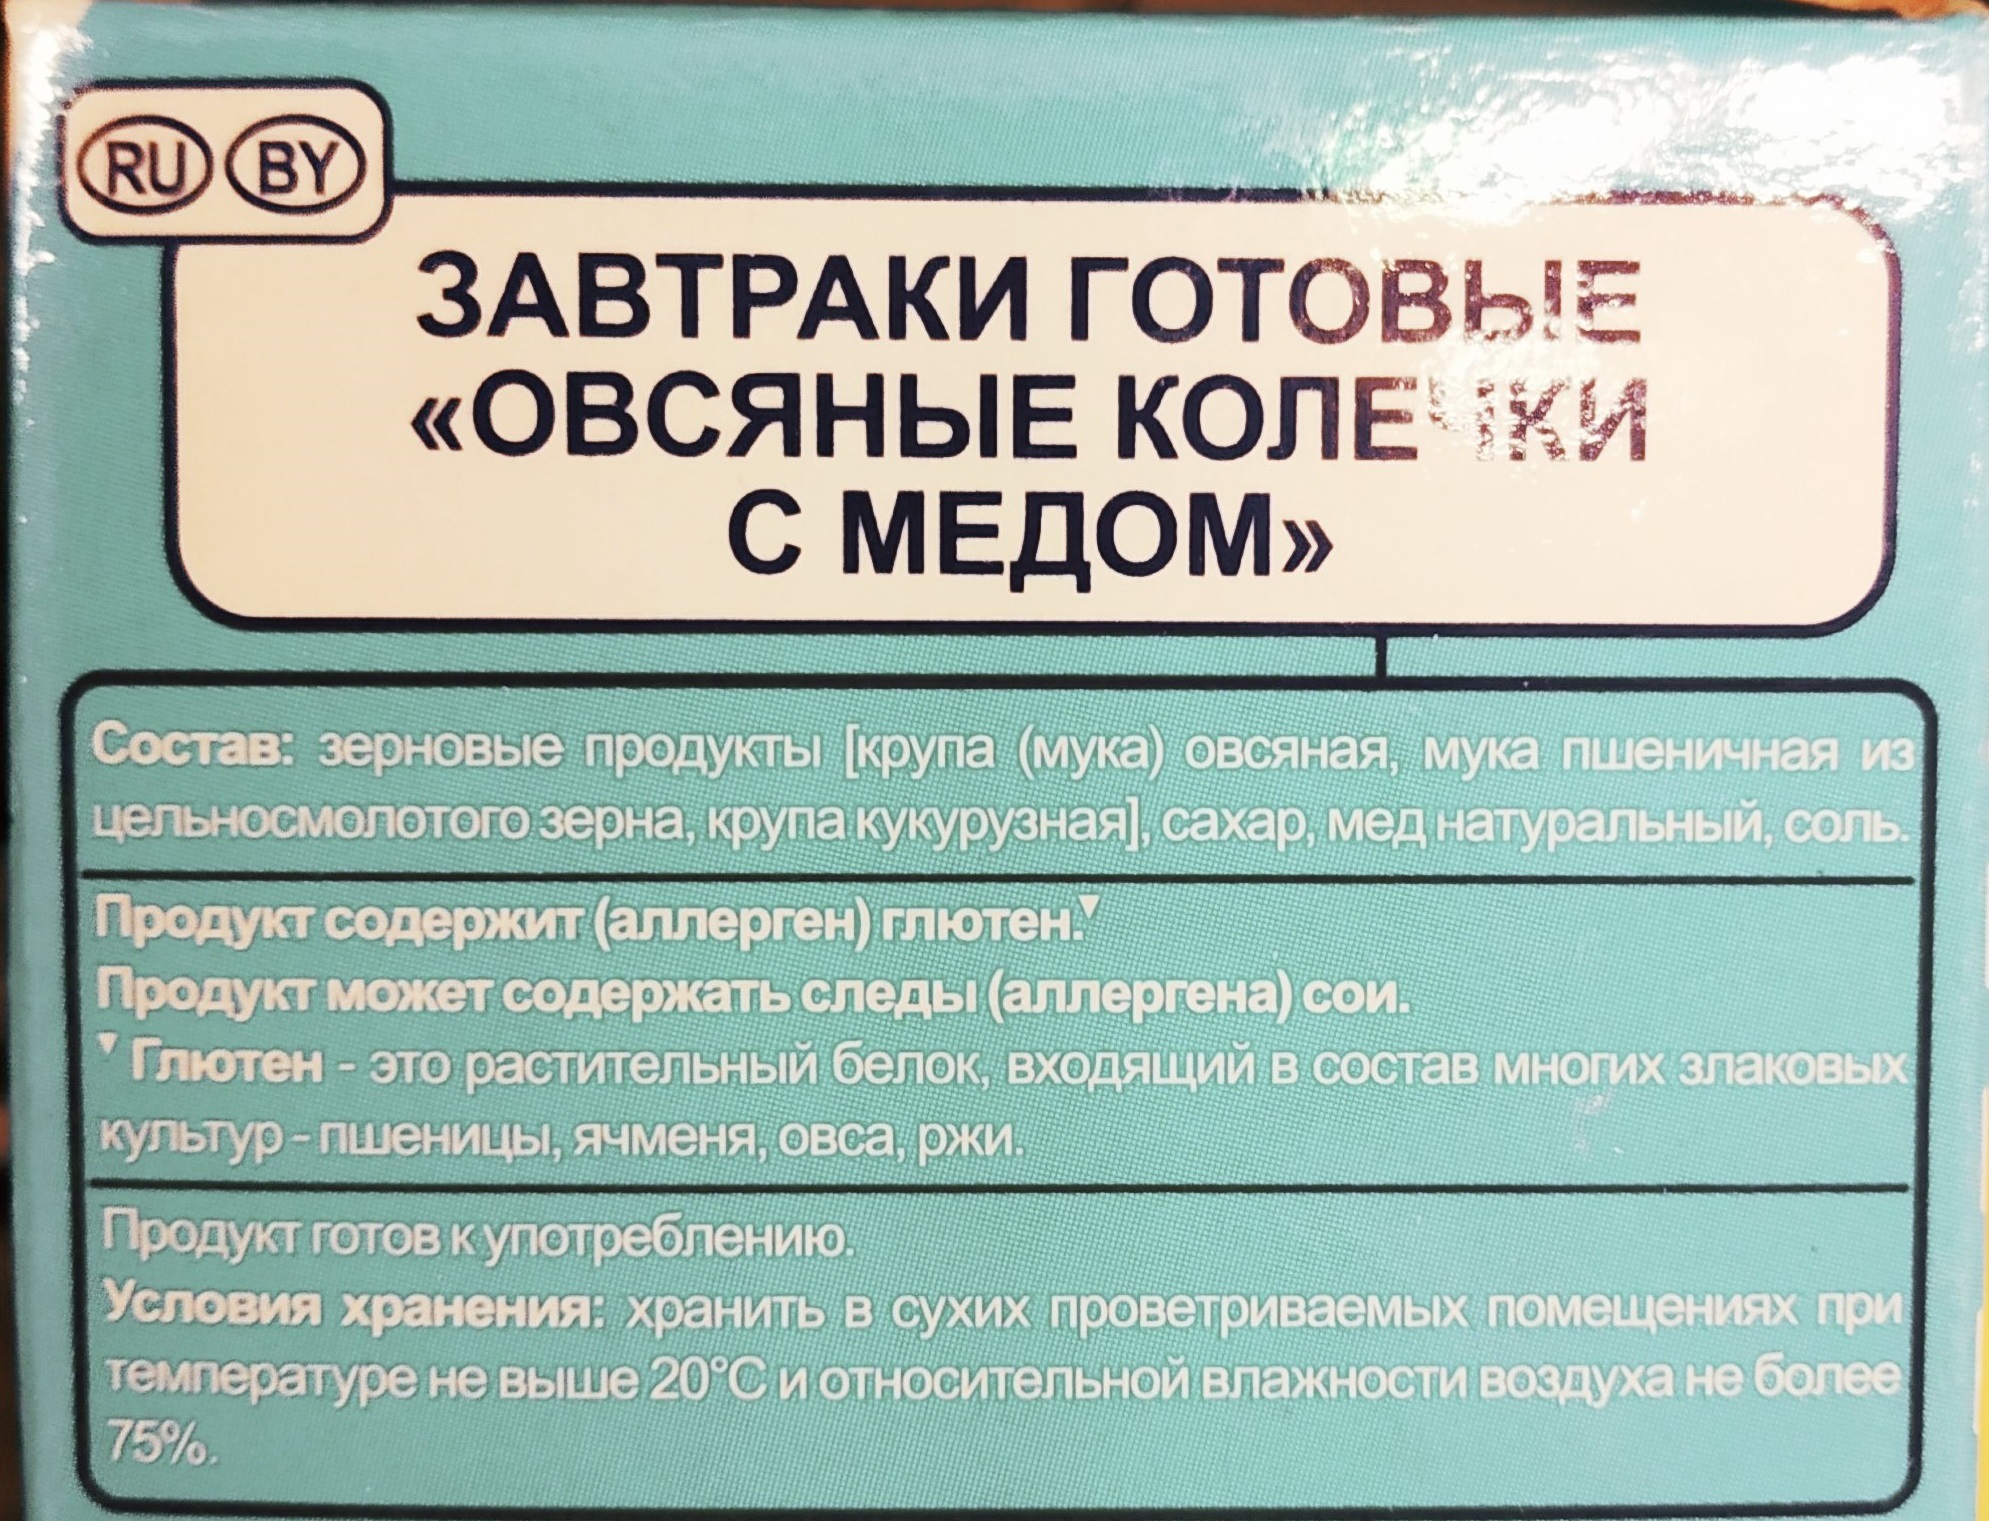 RU BY
ЗАВТРАКИ ГОТОВЫЕ
«ОВСЯНЫЕ КОЛЕЧКИ
С МЕДОМ»
Состав: зерновые продукты [крупа (мука) овсяная, мука пшеничная из
цельносмолотого зерна, крупа кукурузная], сахар, мед натуральный, соль.
Продукт содержит (аллерген) глютен.▼
Продукт может содержать следы (аллергена) сои.
▼ Глютен - это растительный белок, входящий в состав многих злаковых
культур - пшеницы, ячменя, овса, ржи.
Продукт готов к употреблению.
Условия хранения: хранить в сухих проветриваемых помещениях при
температуре не выше 20°С и относительной влажности воздуха не более
75%.